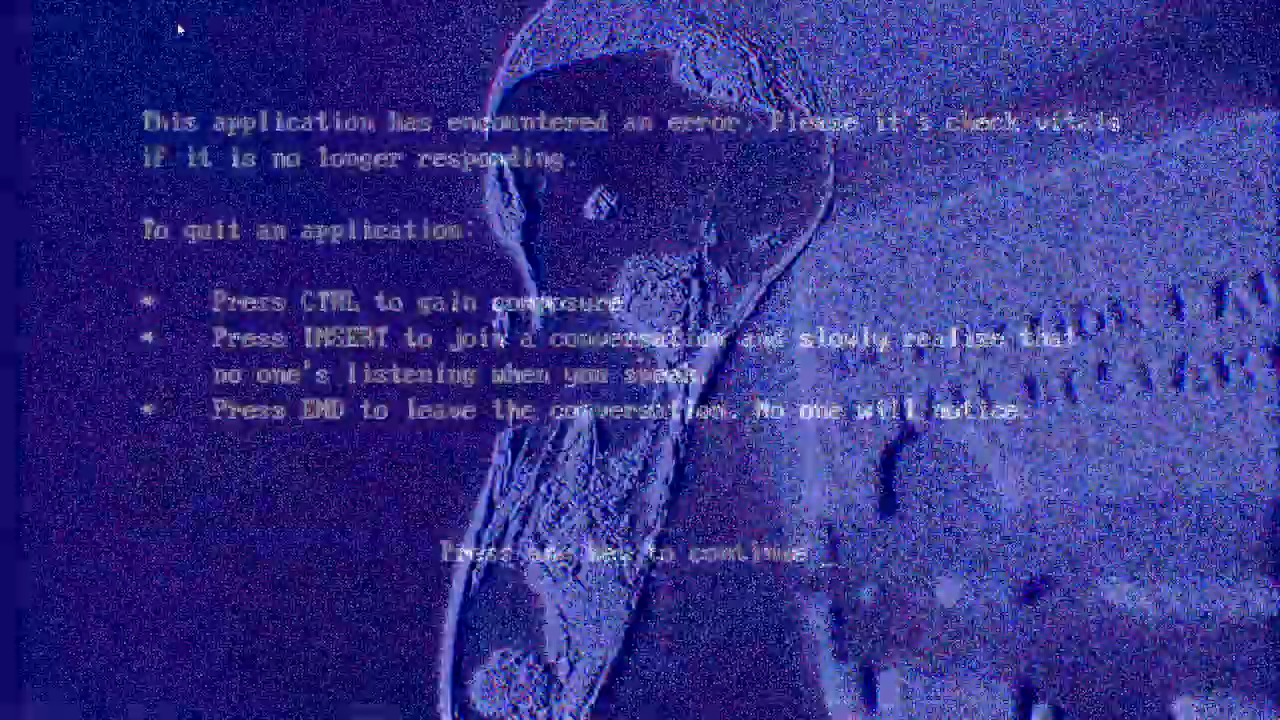 This application has encountered an error. Please it's check vitals
if it is no longer responding.
To quit an application:
* Press CTRL to gain composure
* Press INSERT to join a conversation and slowly realise that
no one's listening when you speak.
* Press END to leave the conversation. No one will notice.
Press any key to continue _